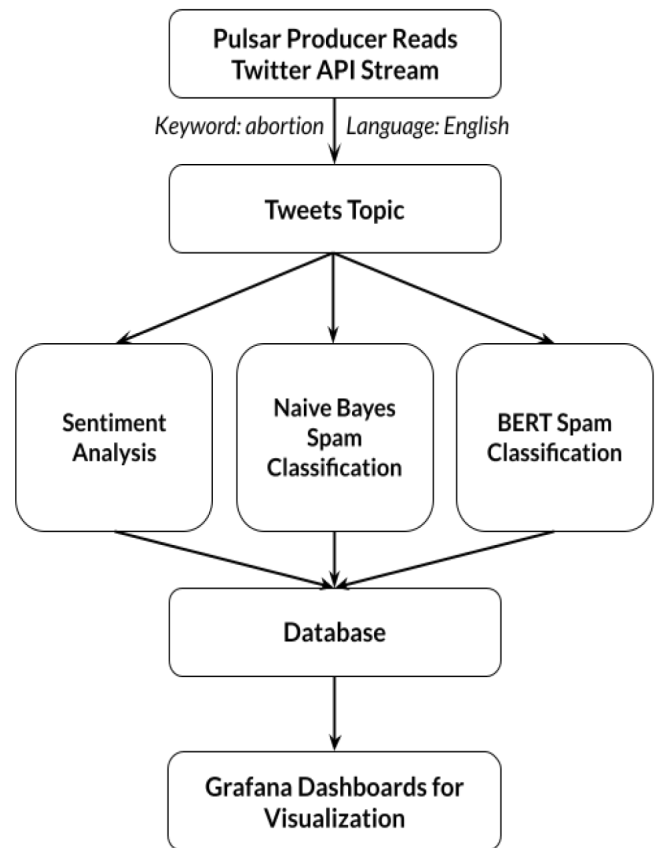 Pulsar Producer Reads
Twitter API Stream
Keyword: abortion
Language: English
Tweets Topic
Sentiment
Analysis
Naive Bayes
Spam
Classification
BERT Spam
Classification
Database
Grafana Dashboards for
Visualization